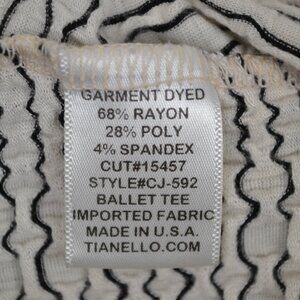 GARMENT DYED
68% RAYON
28% POLY
4% SPANDEX
CUT#15457
STYLE#CJ-592
BALLET TEE
IMPORTED FABRIC
MADE IN U.S.A.
TIANELLO.COM